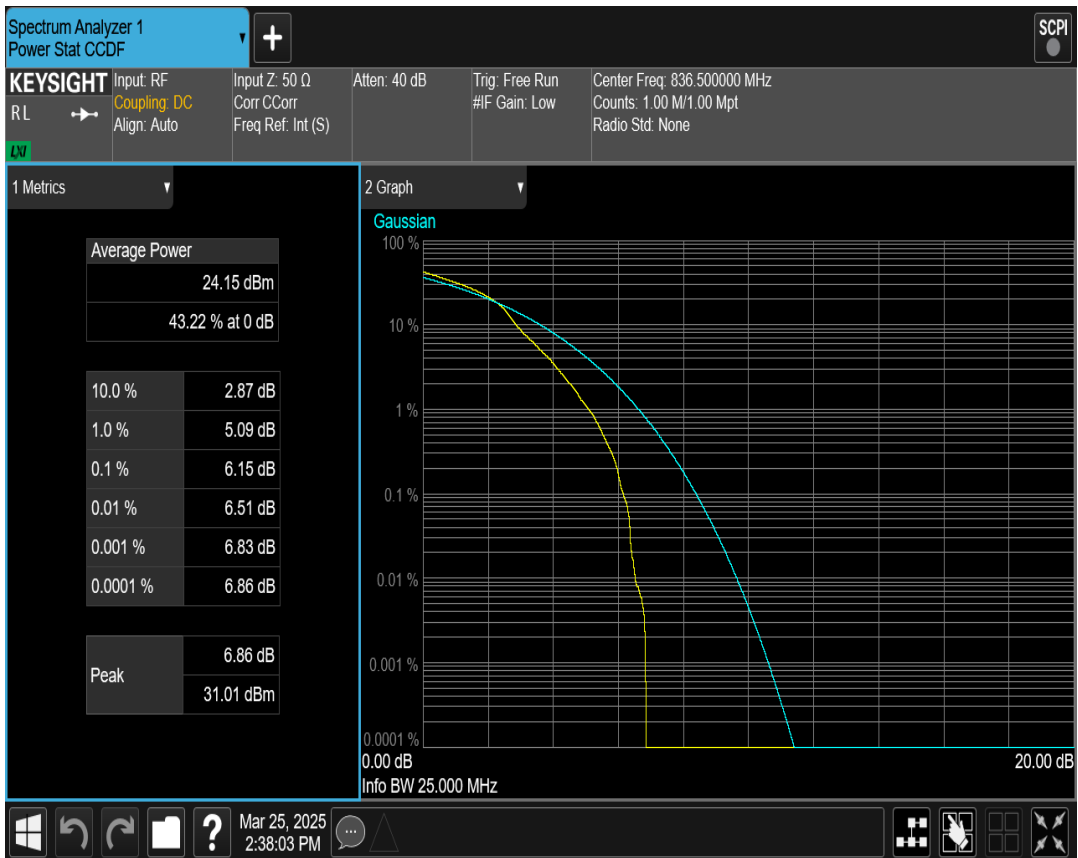 Spectrum Analyzer 1
Power Stat CCDF
+
SCPI
KEYSIGHT
RL
LXI
Input: RF
Coupling: DC
Align: Auto
Input Z: 50 Ω
Corr CCorr
Freq Ref: Int (S)
Atten: 40 dB
Trig: Free Run
#IF Gain: Low
Center Freq: 836.500000 MHz
Counts: 1.00 M/1.00 Mpt
Radio Std: None
1 Metrics
Average Power
24.15 dBm
43.22 % at 0 dB
10.0 % 2.87 dB
1.0 % 5.09 dB
0.1 % 6.15 dB
0.01 % 6.51 dB
0.001 % 6.83 dB
0.0001 % 6.86 dB
Peak
6.86 dB
31.01 dBm
2 Graph
Gaussian
100 %
10 %
1 %
0.1 %
0.01 %
0.001 %
0.0001 %
0.00 dB 20.00 dB
Info BW 25.000 MHz
?
Mar 25, 2025
2:38:03 PM